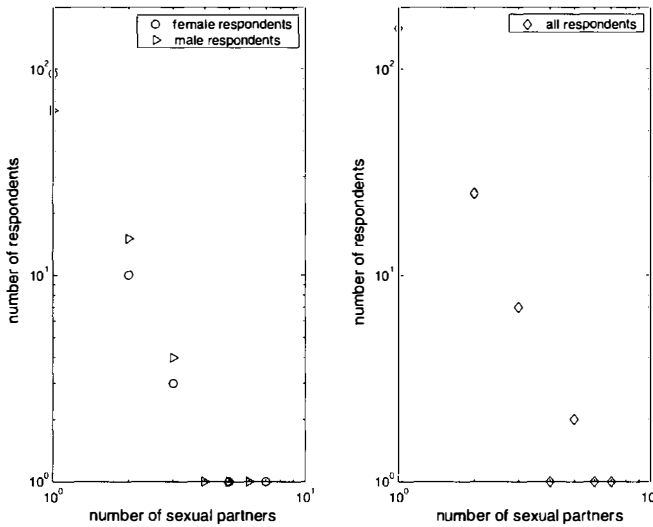 female respondents
male respondents
number of respondents
10^2
10^1
10^0
10^0
10^1
number of sexual partners
all respondents
number of respondents
10^2
10^1
10^0
10^0
10^1
number of sexual partners